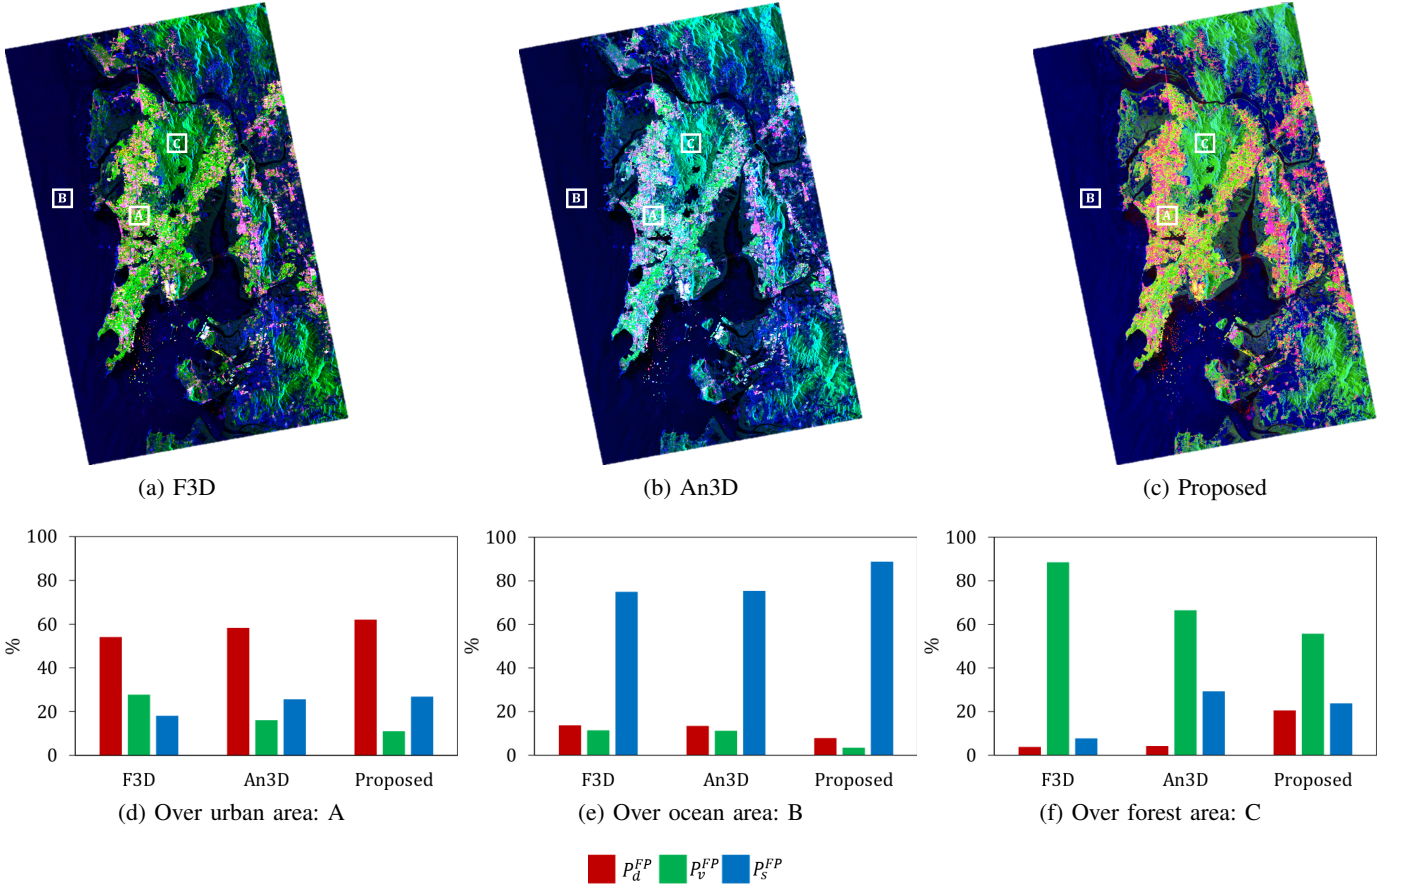 C
B
A
C
B
A
C
B
A
(a) F3D
(b) An3D
(c) Proposed
100
80
60
40
20
0
%
F3D An3D Proposed
(d) Over urban area: A
100
80
60
40
20
0
%
F3D An3D Proposed
(e) Over ocean area: B
100
80
60
40
20
0
%
F3D An3D Proposed
(f) Over forest area: C
P_d^{FP} P_v^{FP} P_s^{FP}